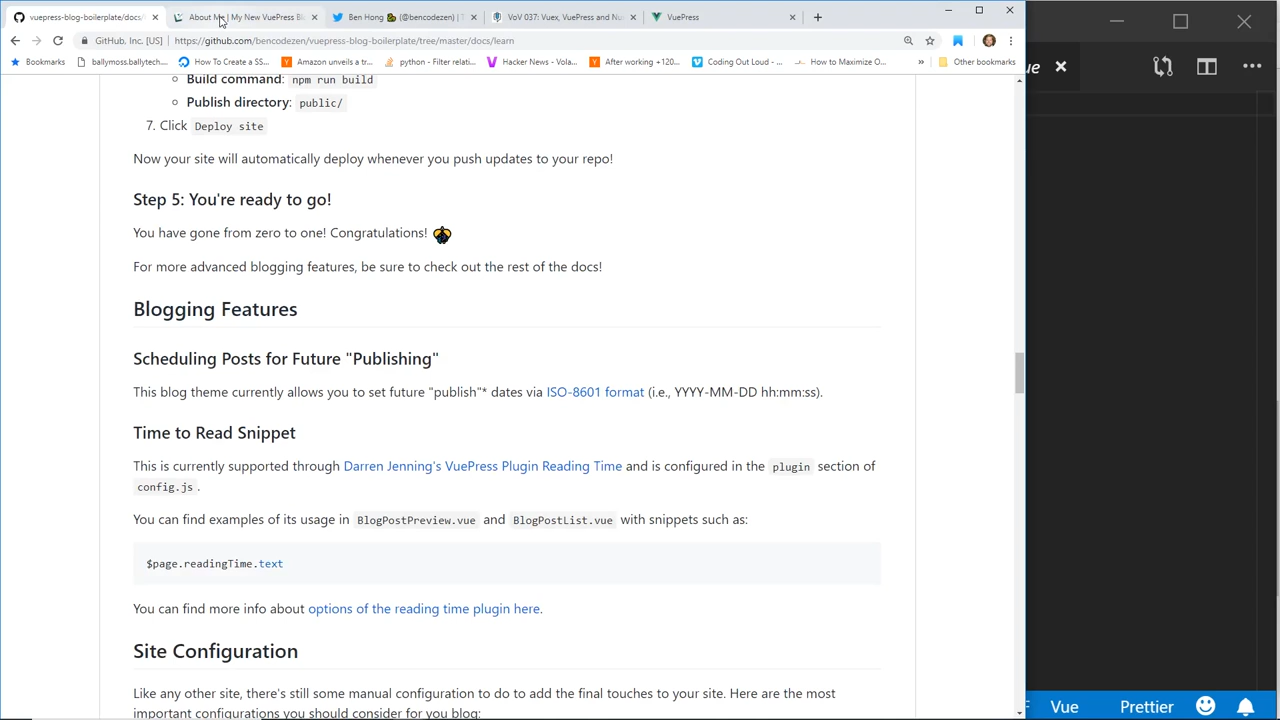 vuepress-blog-boilerplate/docs/
About Me | My New VuePress Bl
Ben Hong (@bencodezen) | T
VoV 037: Vuex, VuePress and Nu
VuePress
GitHub, Inc. [US] https://github.com/bencodezen/vuepress-blog-boilerplate/tree/master/docs/learn
Bookmarks ballymoss.ballytech... How To Create a SS... Amazon unveils a tr... python - Filter relati... Hacker News - Vola... After working +120... Coding Out Loud - ... How to Maximize O... » Other bookmarks
ue
Build command: npm run build
Publish directory: public/
7. Click Deploy site
Now your site will automatically deploy whenever you push updates to your repo!
Step 5: You're ready to go!
You have gone from zero to one! Congratulations!
For more advanced blogging features, be sure to check out the rest of the docs!
Blogging Features
Scheduling Posts for Future "Publishing"
This blog theme currently allows you to set future "publish"* dates via ISO-8601 format (i.e., YYYY-MM-DD hh:mm:ss).
Time to Read Snippet
This is currently supported through Darren Jenning's VuePress Plugin Reading Time and is configured in the plugin section of
config.js .
You can find examples of its usage in BlogPostPreview.vue and BlogPostList.vue with snippets such as:
$page.readingTime.text
You can find more info about options of the reading time plugin here.
Site Configuration
Like any other site, there's still some manual configuration to do to add the final touches to your site. Here are the most
important configurations you should consider for you blog:
F Vue Prettier